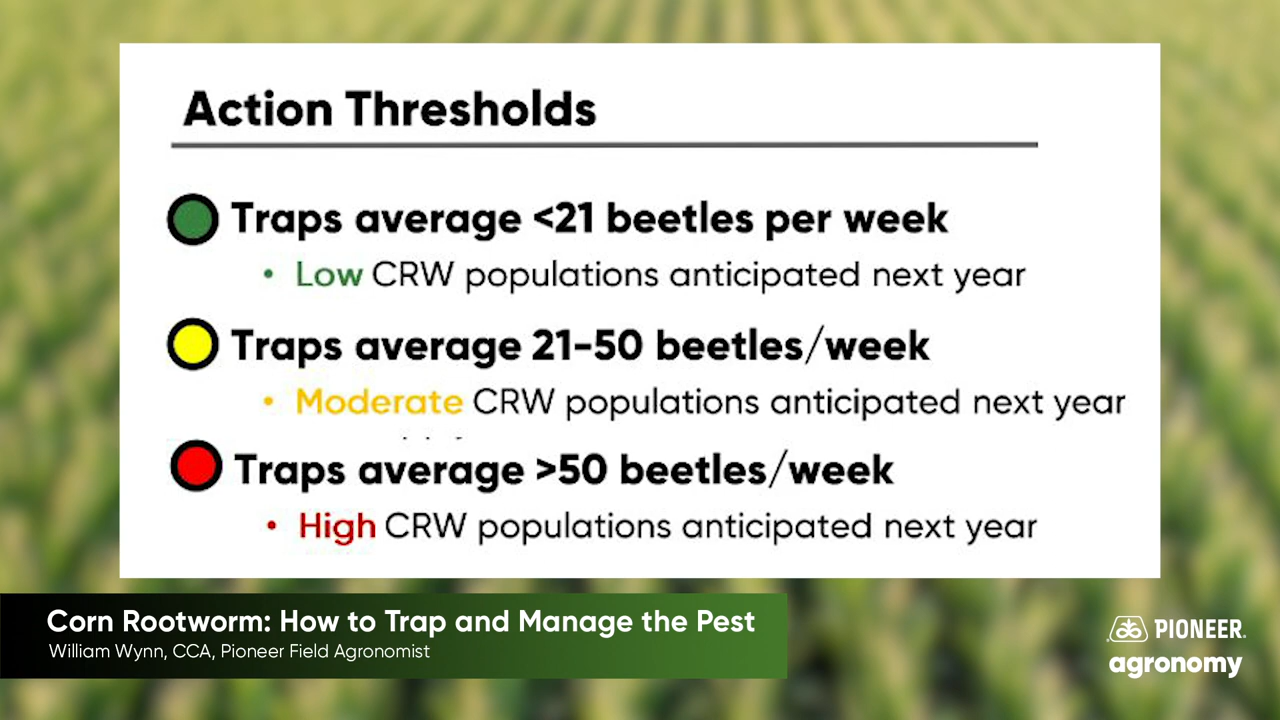 Action Thresholds
Traps average <21 beetles per week
• Low CRW populations anticipated next year
Traps average 21-50 beetles/week
• Moderate CRW populations anticipated next year
Traps average >50 beetles/week
• High CRW populations anticipated next year
Corn Rootworm: How to Trap and Manage the Pest
William Wynn, CCA, Pioneer Field Agronomist
PIONEER.
agronomy